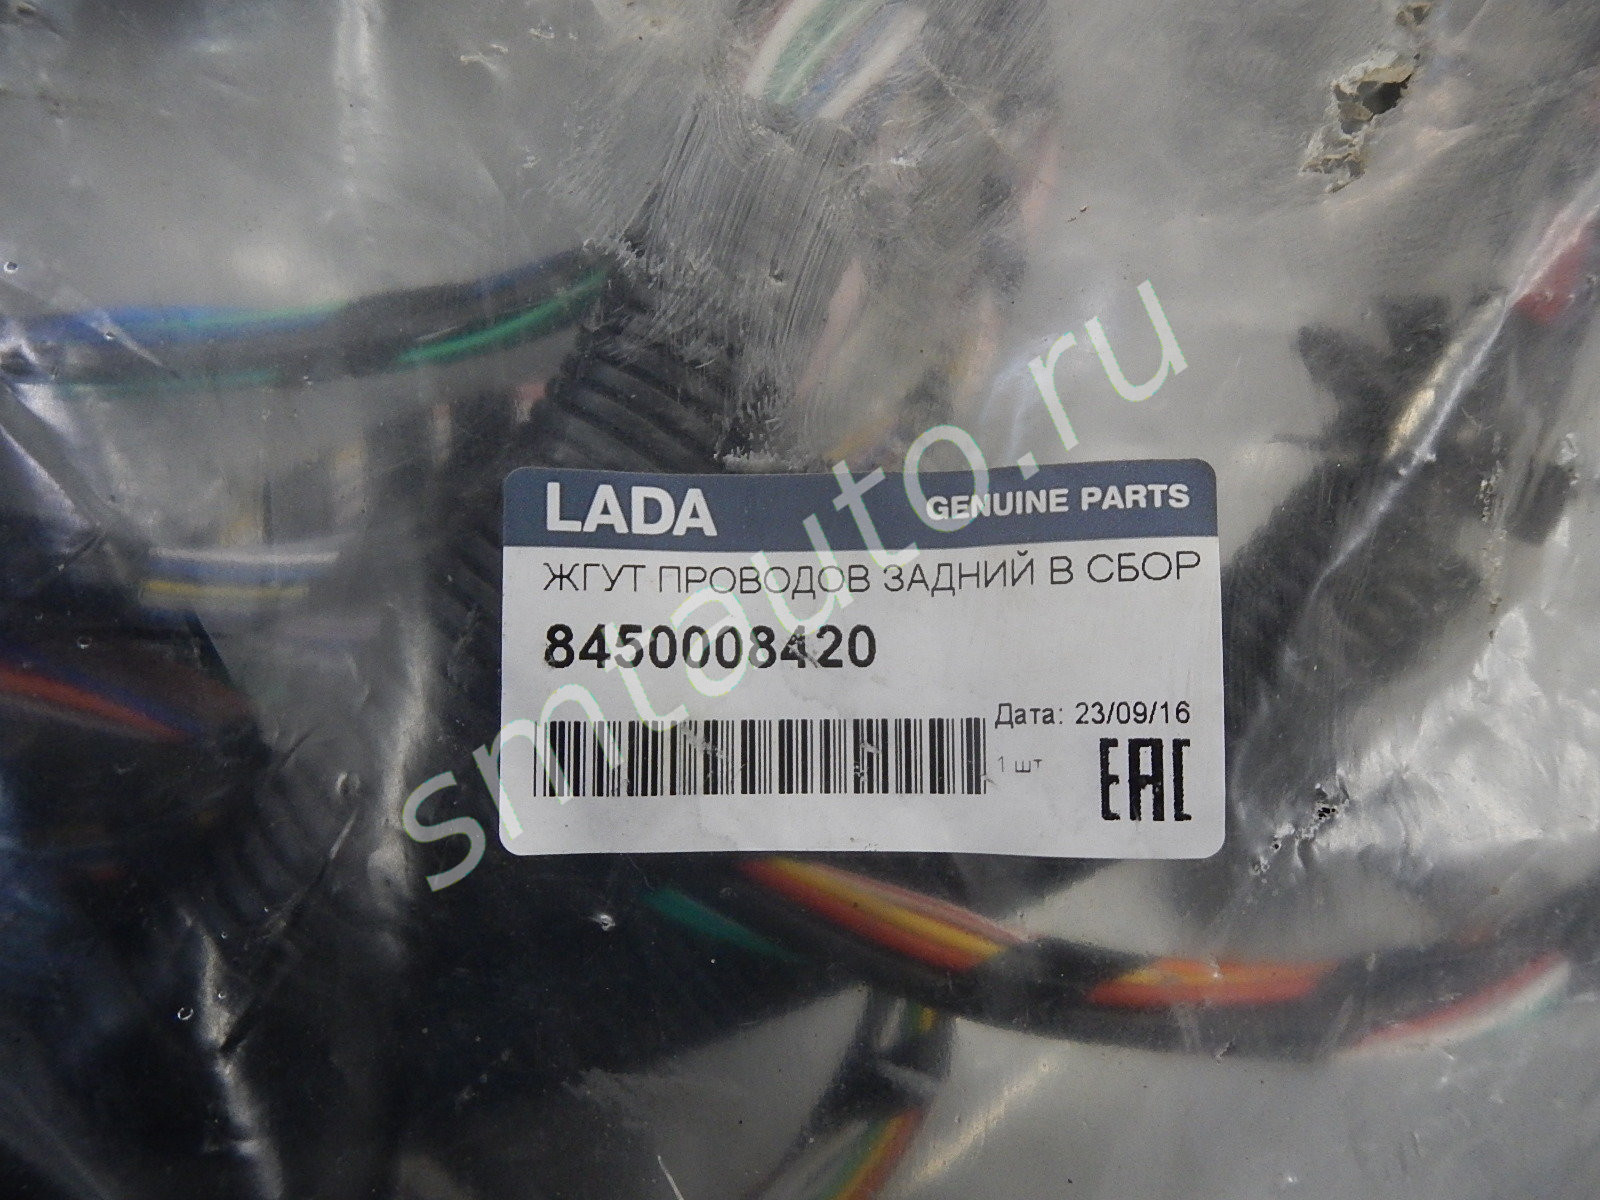 LADA GENUINE PARTS
ЖГУТ ПРОВОДОВ ЗАДНИЙ В СБОР
8450008420
Дата: 23/09/16
1 шт
EAC
smtauto.ru